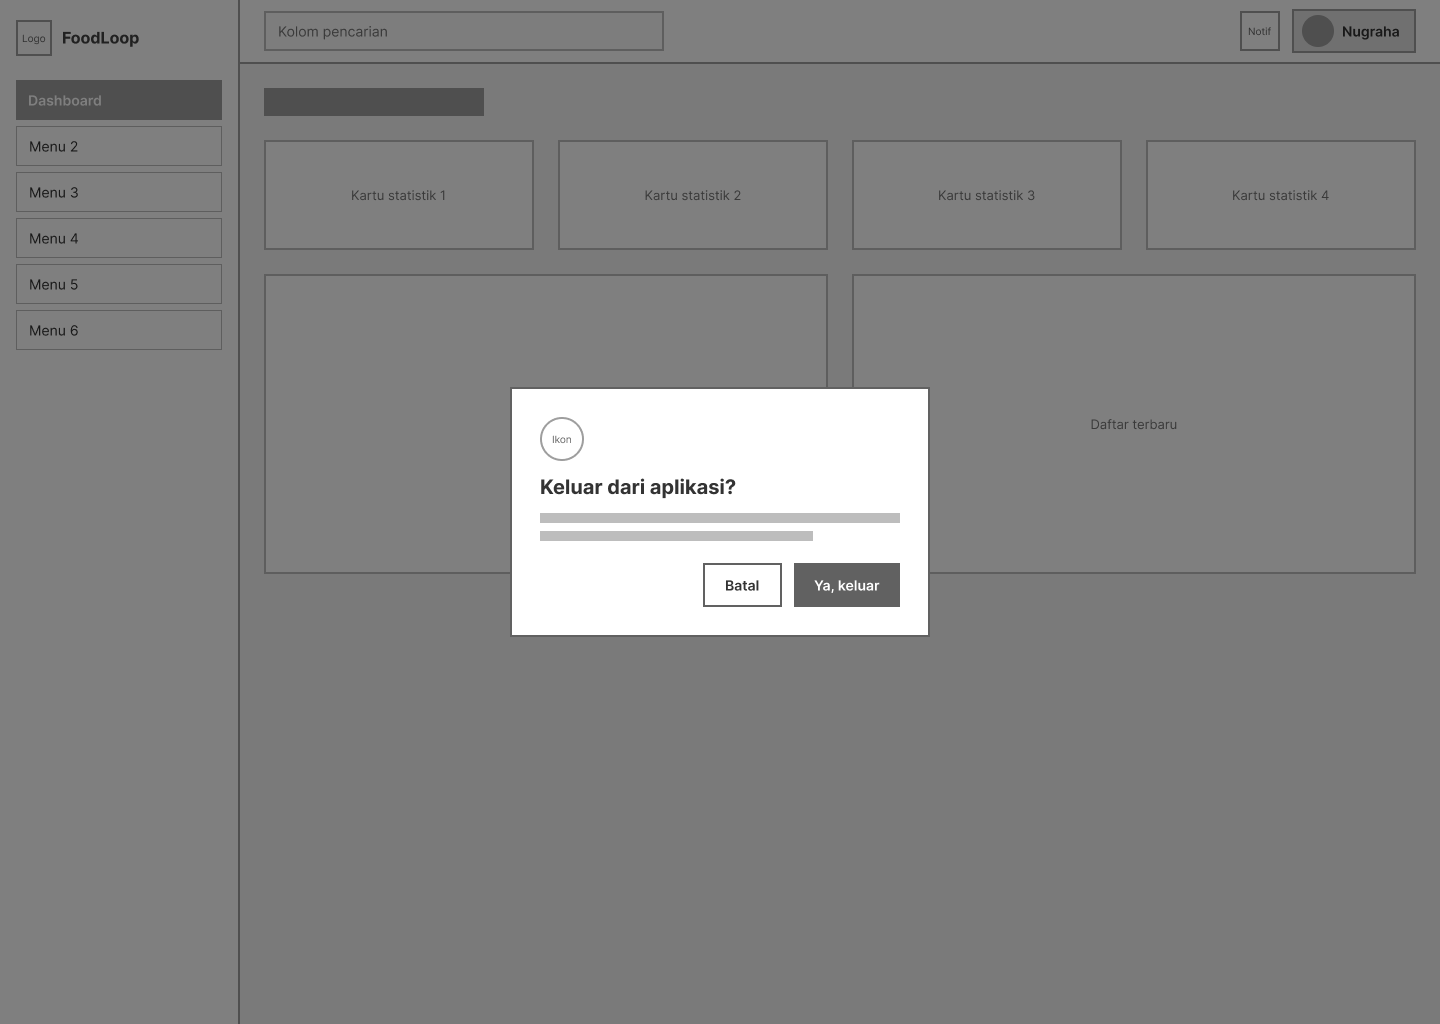 Logo
FoodLoop
Dashboard
Menu 2
Menu 3
Menu 4
Menu 5
Menu 6
Kolom pencarian
Notif
Nugraha
Kartu statistik 1
Kartu statistik 2
Kartu statistik 3
Kartu statistik 4
Daftar terbaru
Ikon
Keluar dari aplikasi?
Batal
Ya, keluar